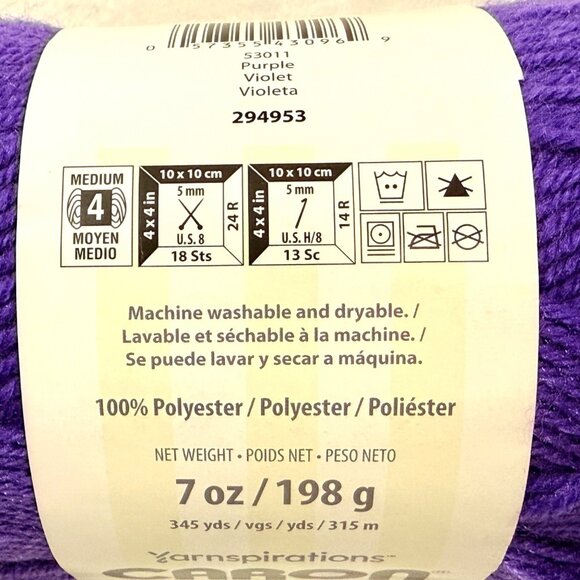 0 57355 43096 9
53011
Purple
Violet
Violeta
294953
MEDIUM
4
MOYEN
MEDIO
10 x 10 cm
4 x 4 in
5 mm
24 R
U.S. 8
18 Sts
10 x 10 cm
4 x 4 in
5 mm
14 R
U.S. H/8
13 Sc
Machine washable and dryable. /
Lavable et séchable à la machine. /
Se puede lavar y secar a máquina.
100% Polyester / Polyester / Poliéster
NET WEIGHT • POIDS NET • PESO NETO
7 oz / 198 g
345 yds / vgs / yds / 315 m
Yarnspirations™
CARON